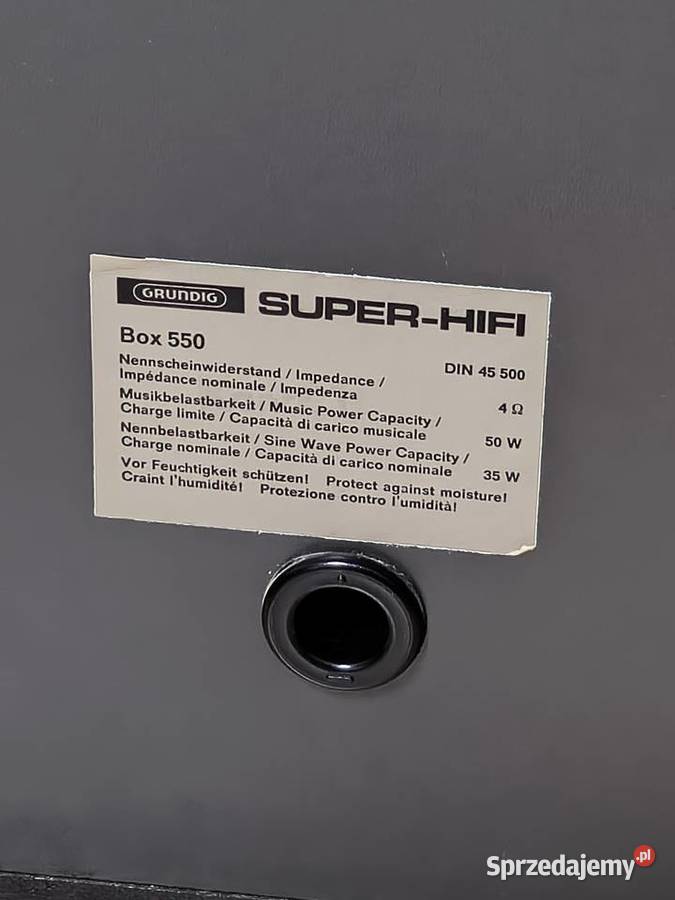 GRUNDIG SUPER-HIFI
Box 550
DIN 45 500
Nennscheinwiderstand / Impedance /
Impédance nominale / Impedenza 4 Ω
Musikbelastbarkeit / Music Power Capacity /
Charge limite / Capacità di carico musicale 50 W
Nennbelastbarkeit / Sine Wave Power Capacity /
Charge nominale / Capacità di carico nominale 35 W
Vor Feuchtigkeit schützen! Protect against moisture!
Craint l'humidité! Protezione contro l'umidità!
Sprzedajemy.pl